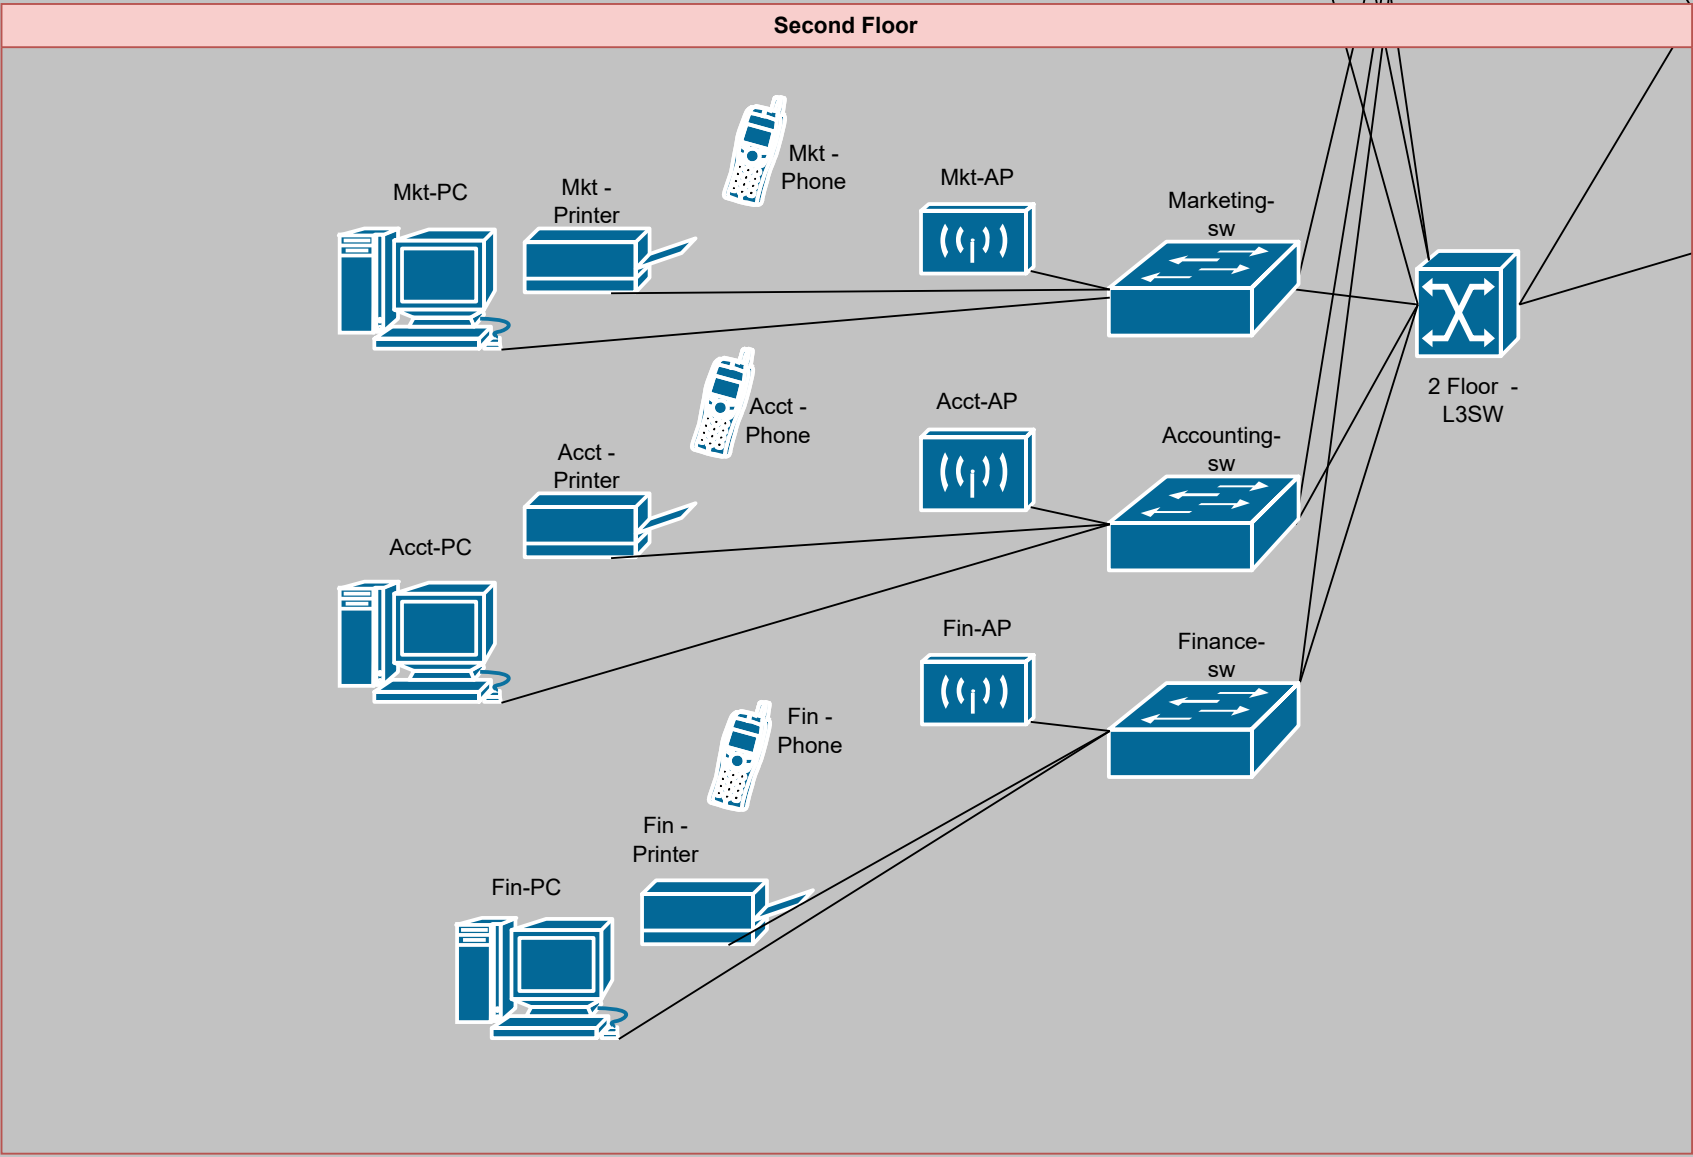 Second Floor
Mkt -
Phone
Mkt-PC
Mkt -
Printer
Mkt-AP
Marketing-
sw
2 Floor -
L3SW
Acct -
Phone
Acct-AP
Accounting-
sw
Acct -
Printer
Acct-PC
Fin-AP
Finance-
sw
Fin -
Phone
Fin -
Printer
Fin-PC